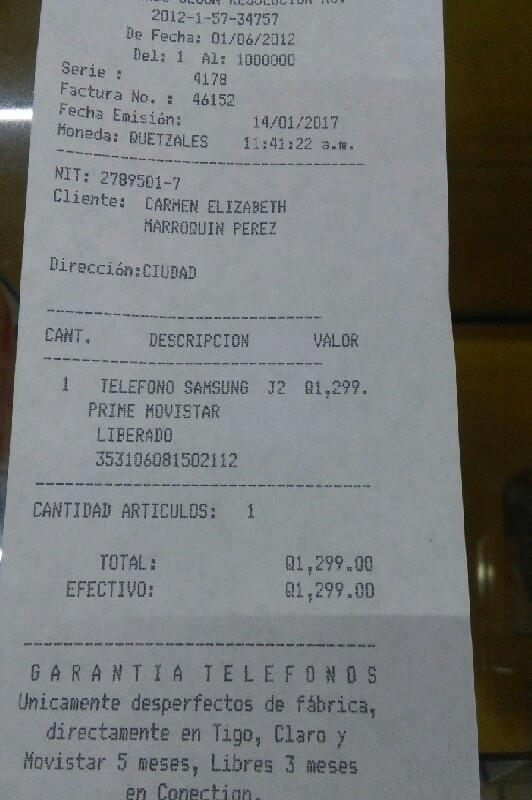 SEGUN RESOLUCION No.
2012-1-57-34757
De Fecha: 01/06/2012
Del: 1 Al: 1000000
Serie : 4178
Factura No. : 46152
Fecha Emisión: 14/01/2017
Moneda: QUETZALES 11:41:22 a.m.
NIT: 2789501-7
Cliente: CARMEN ELIZABETH
MARROQUIN PEREZ
Dirección:CIUDAD
CANT. DESCRIPCION VALOR
1 TELEFONO SAMSUNG J2 Q1,299.
PRIME MOVISTAR
LIBERADO
353106081502112
CANTIDAD ARTICULOS: 1
TOTAL: Q1,299.00
EFECTIVO: Q1,299.00
G A R A N T I A T E L E F O N O S
Unicamente desperfectos de fábrica,
directamente en Tigo, Claro y
Movistar 5 meses, Libres 3 meses
en Conection.